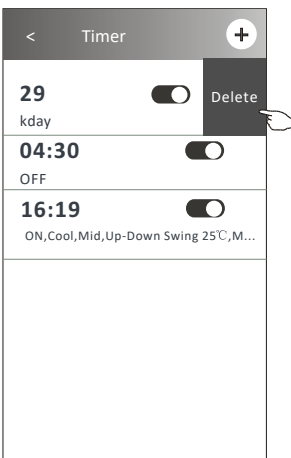 < Timer +
29 Delete
kday
04:30
OFF
16:19
ON,Cool,Mid,Up-Down Swing 25℃,M...